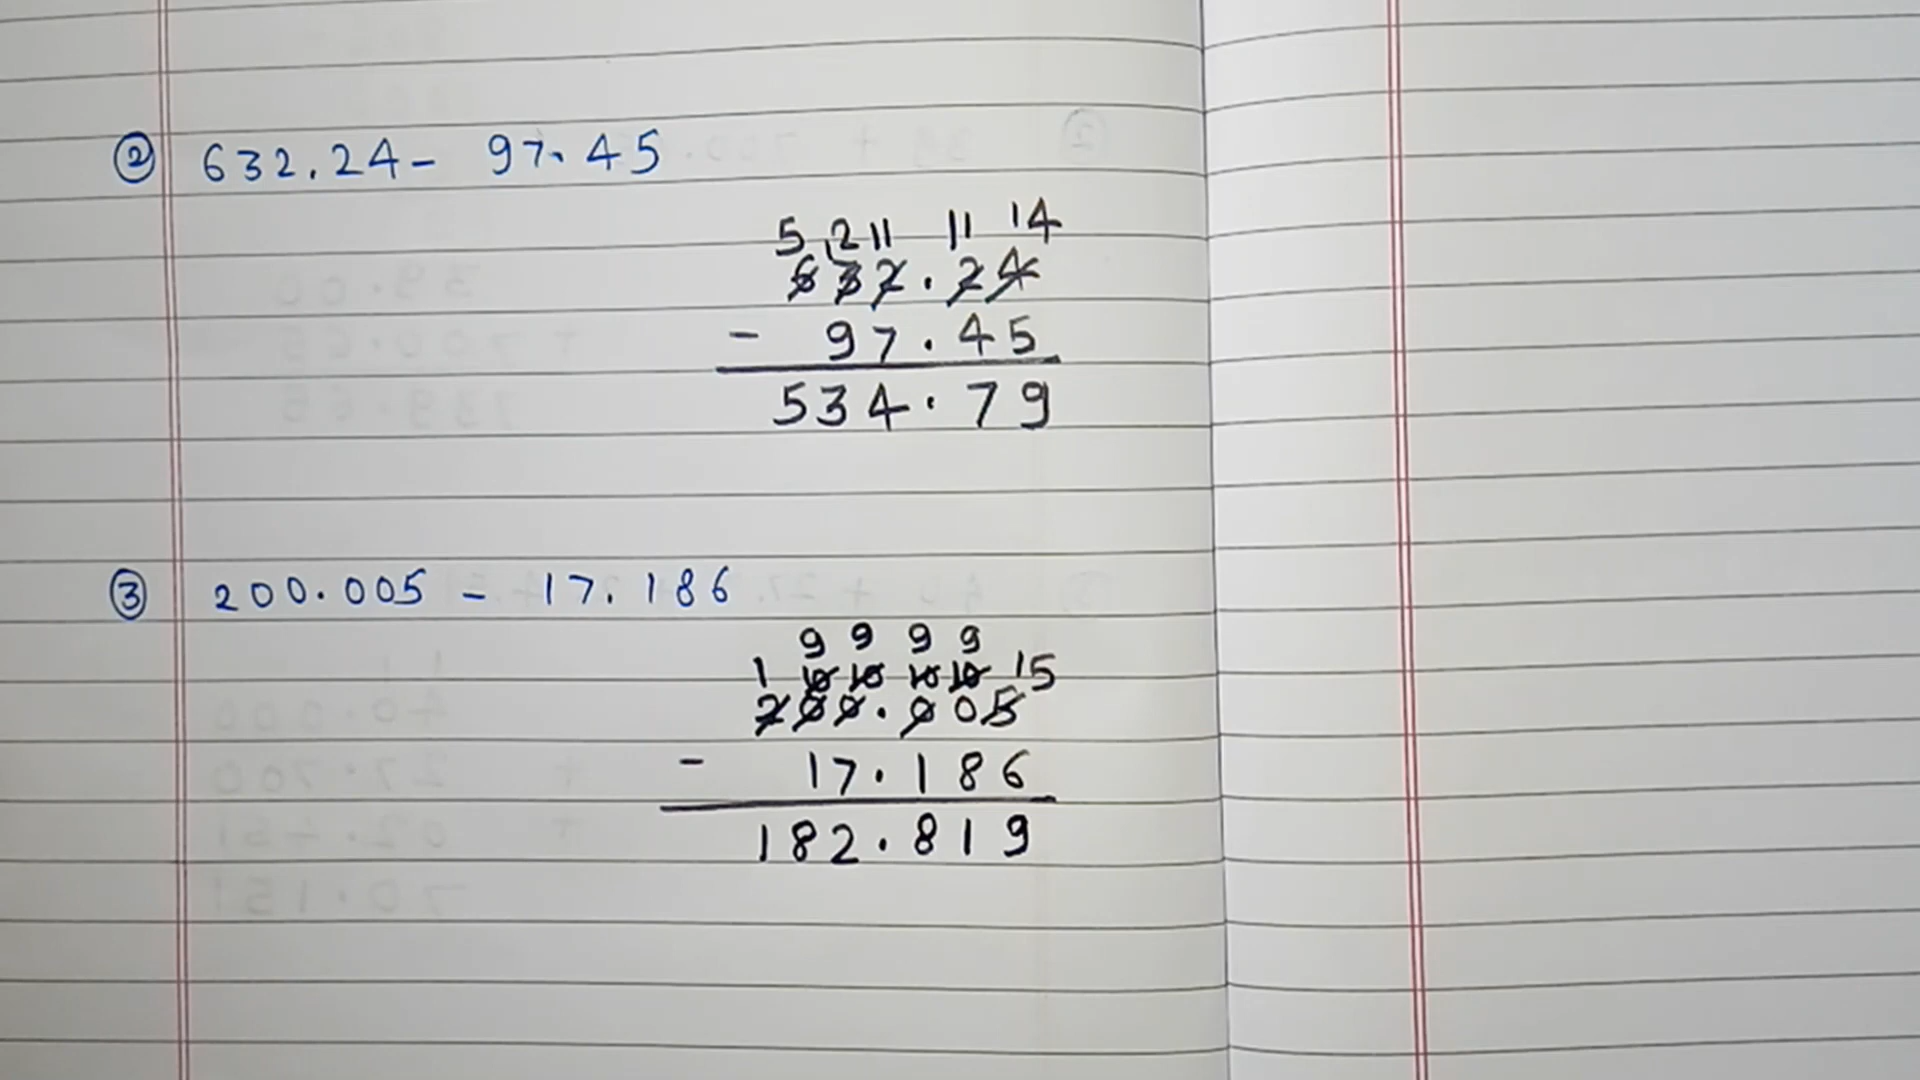 ② 632.24 - 97.45
5 12 11 11 14
632.24
- 97.45
534.79
③ 200.005 - 17.186
9 9 9 9
1 10 10 10 10 15
200.005
- 17.186
182.819